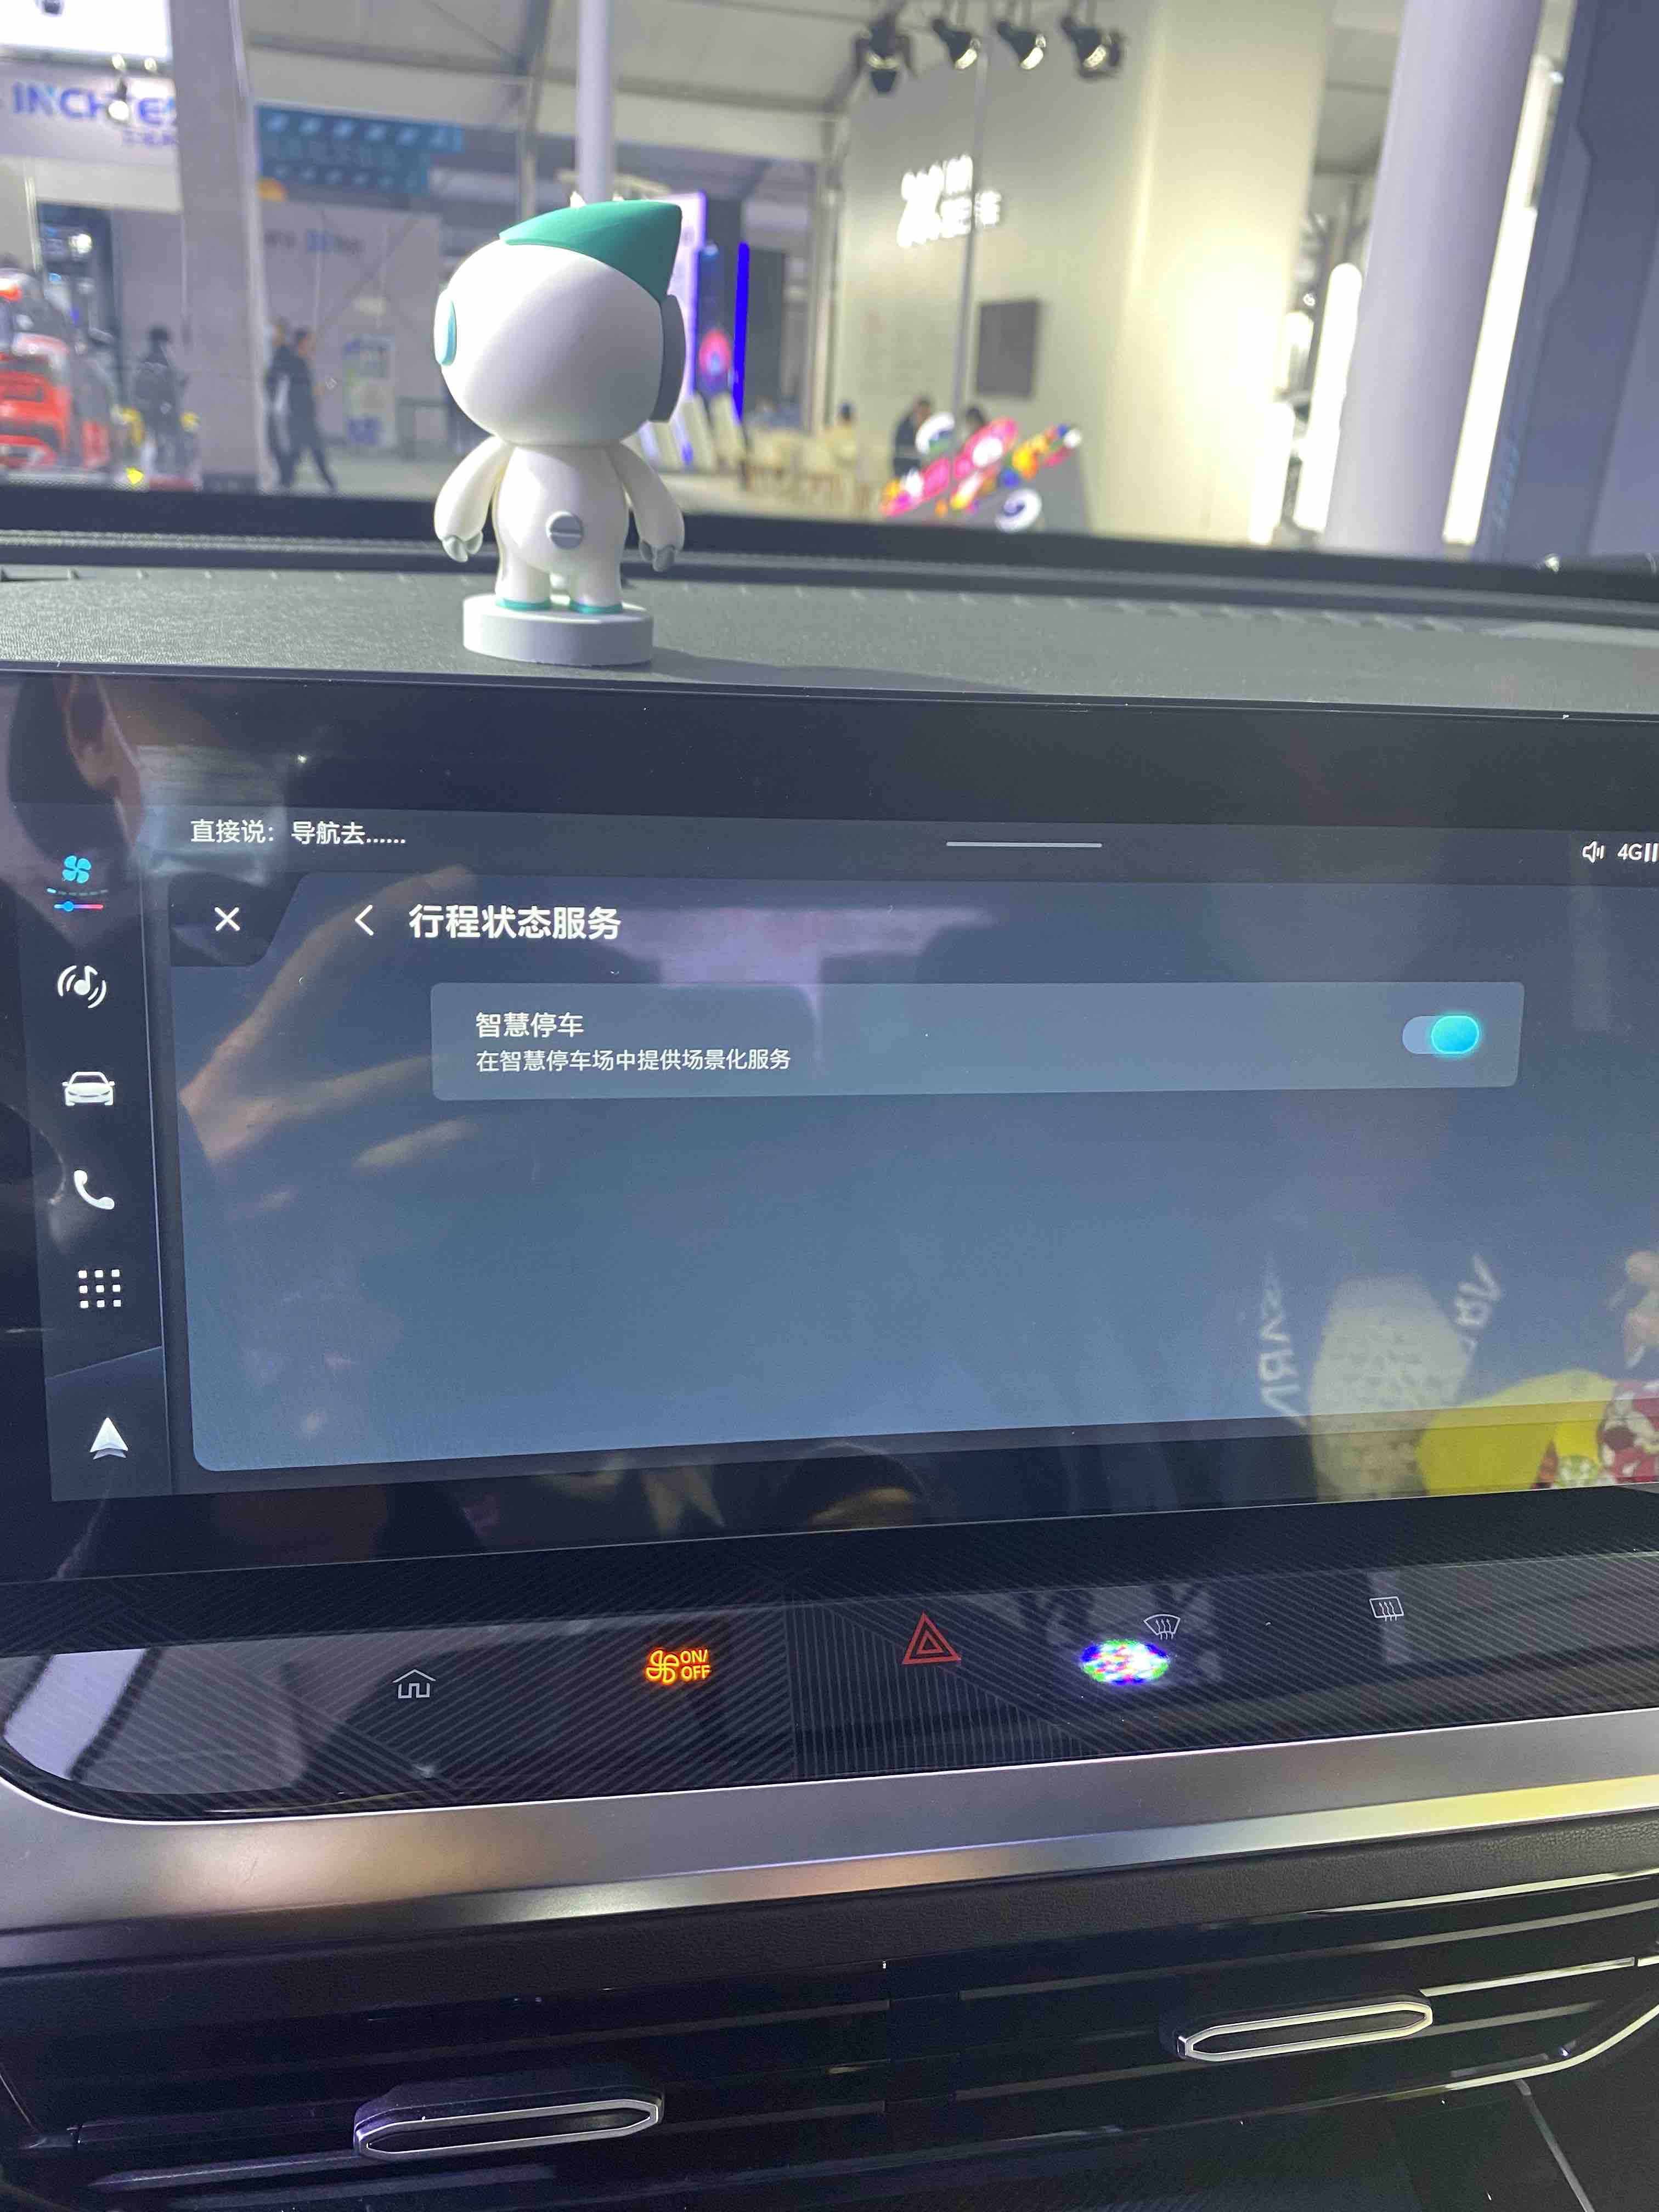 直接说：导航去......
4G
行程状态服务
智慧停车
在智慧停车场中提供场景化服务
ON/
OFF